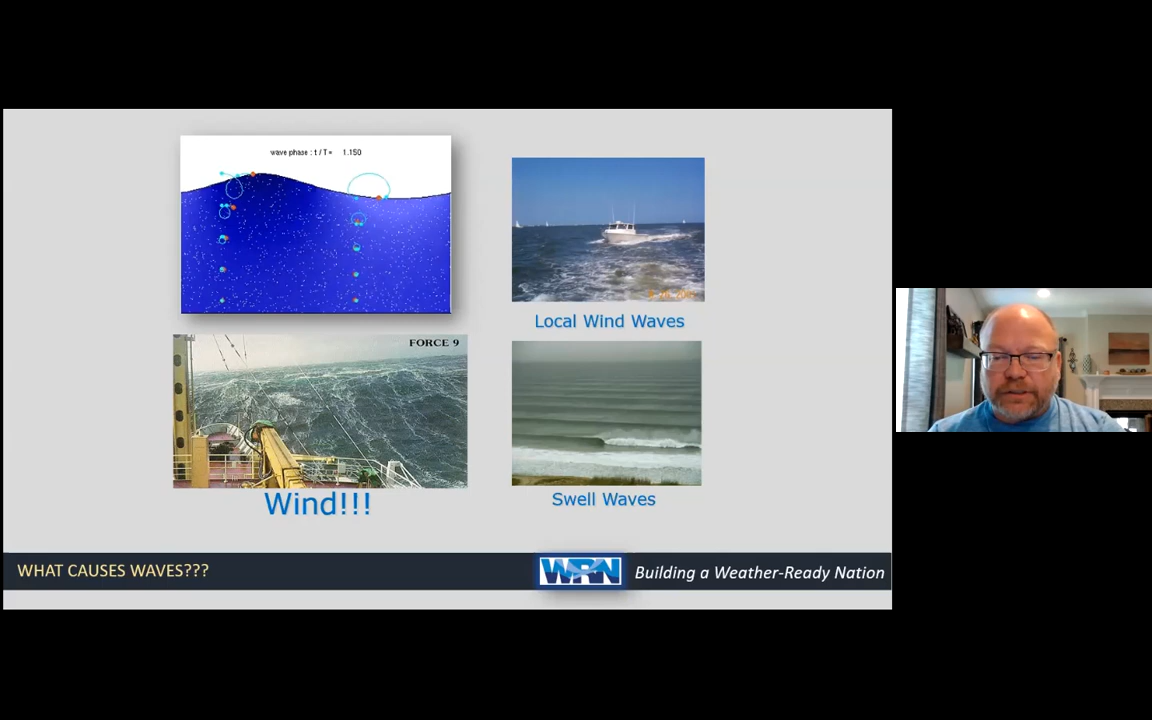 wave phase : t / T = 1.150
FORCE 9
Wind!!!
Local Wind Waves
Swell Waves
WHAT CAUSES WAVES???
WRN
Building a Weather-Ready Nation